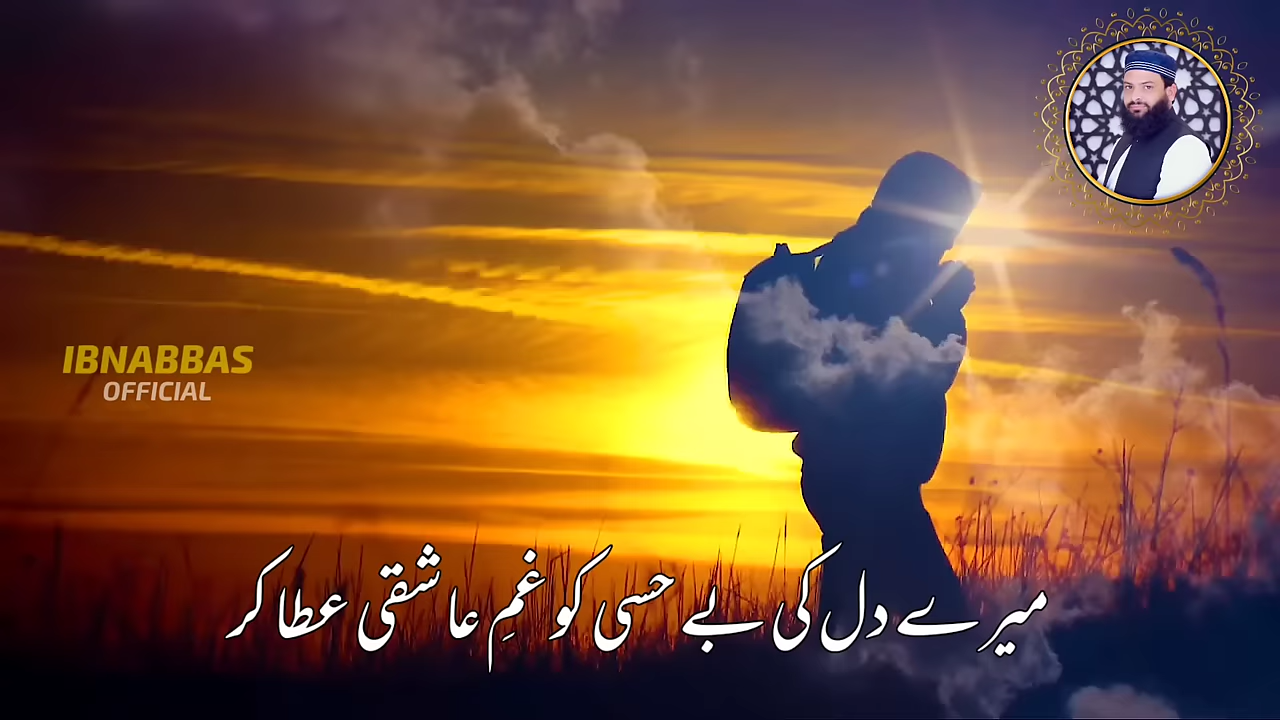 IBNABBAS
OFFICIAL
میرے دل کی بے حسی کو غمِ عاشقی عطا کر